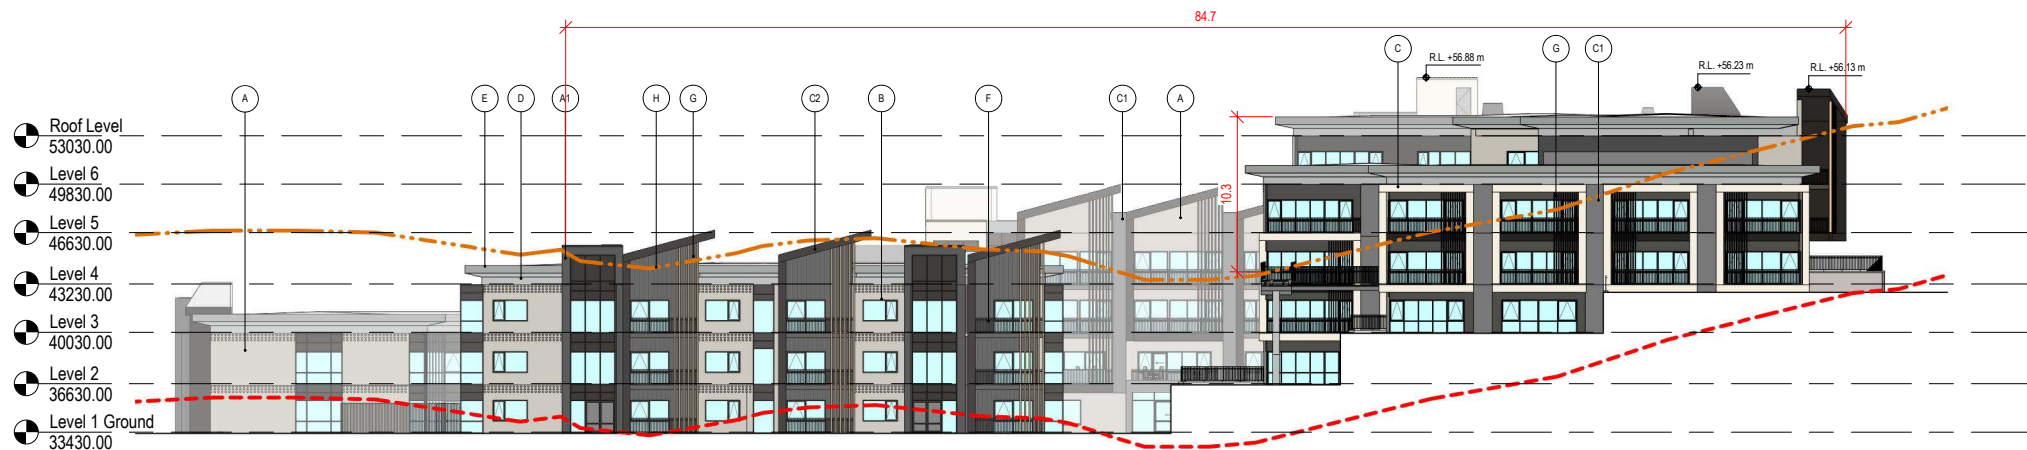 84.7
R.L. +56.88 m
R.L. +56.23 m
R.L. +56.13 m
C
G
C1
A
E
D
A1
H
G
C2
B
F
C1
A
Roof Level
53030.00
Level 6
49830.00
10.3
Level 5
46630.00
Level 4
43230.00
Level 3
40030.00
Level 2
36630.00
Level 1 Ground
33430.00